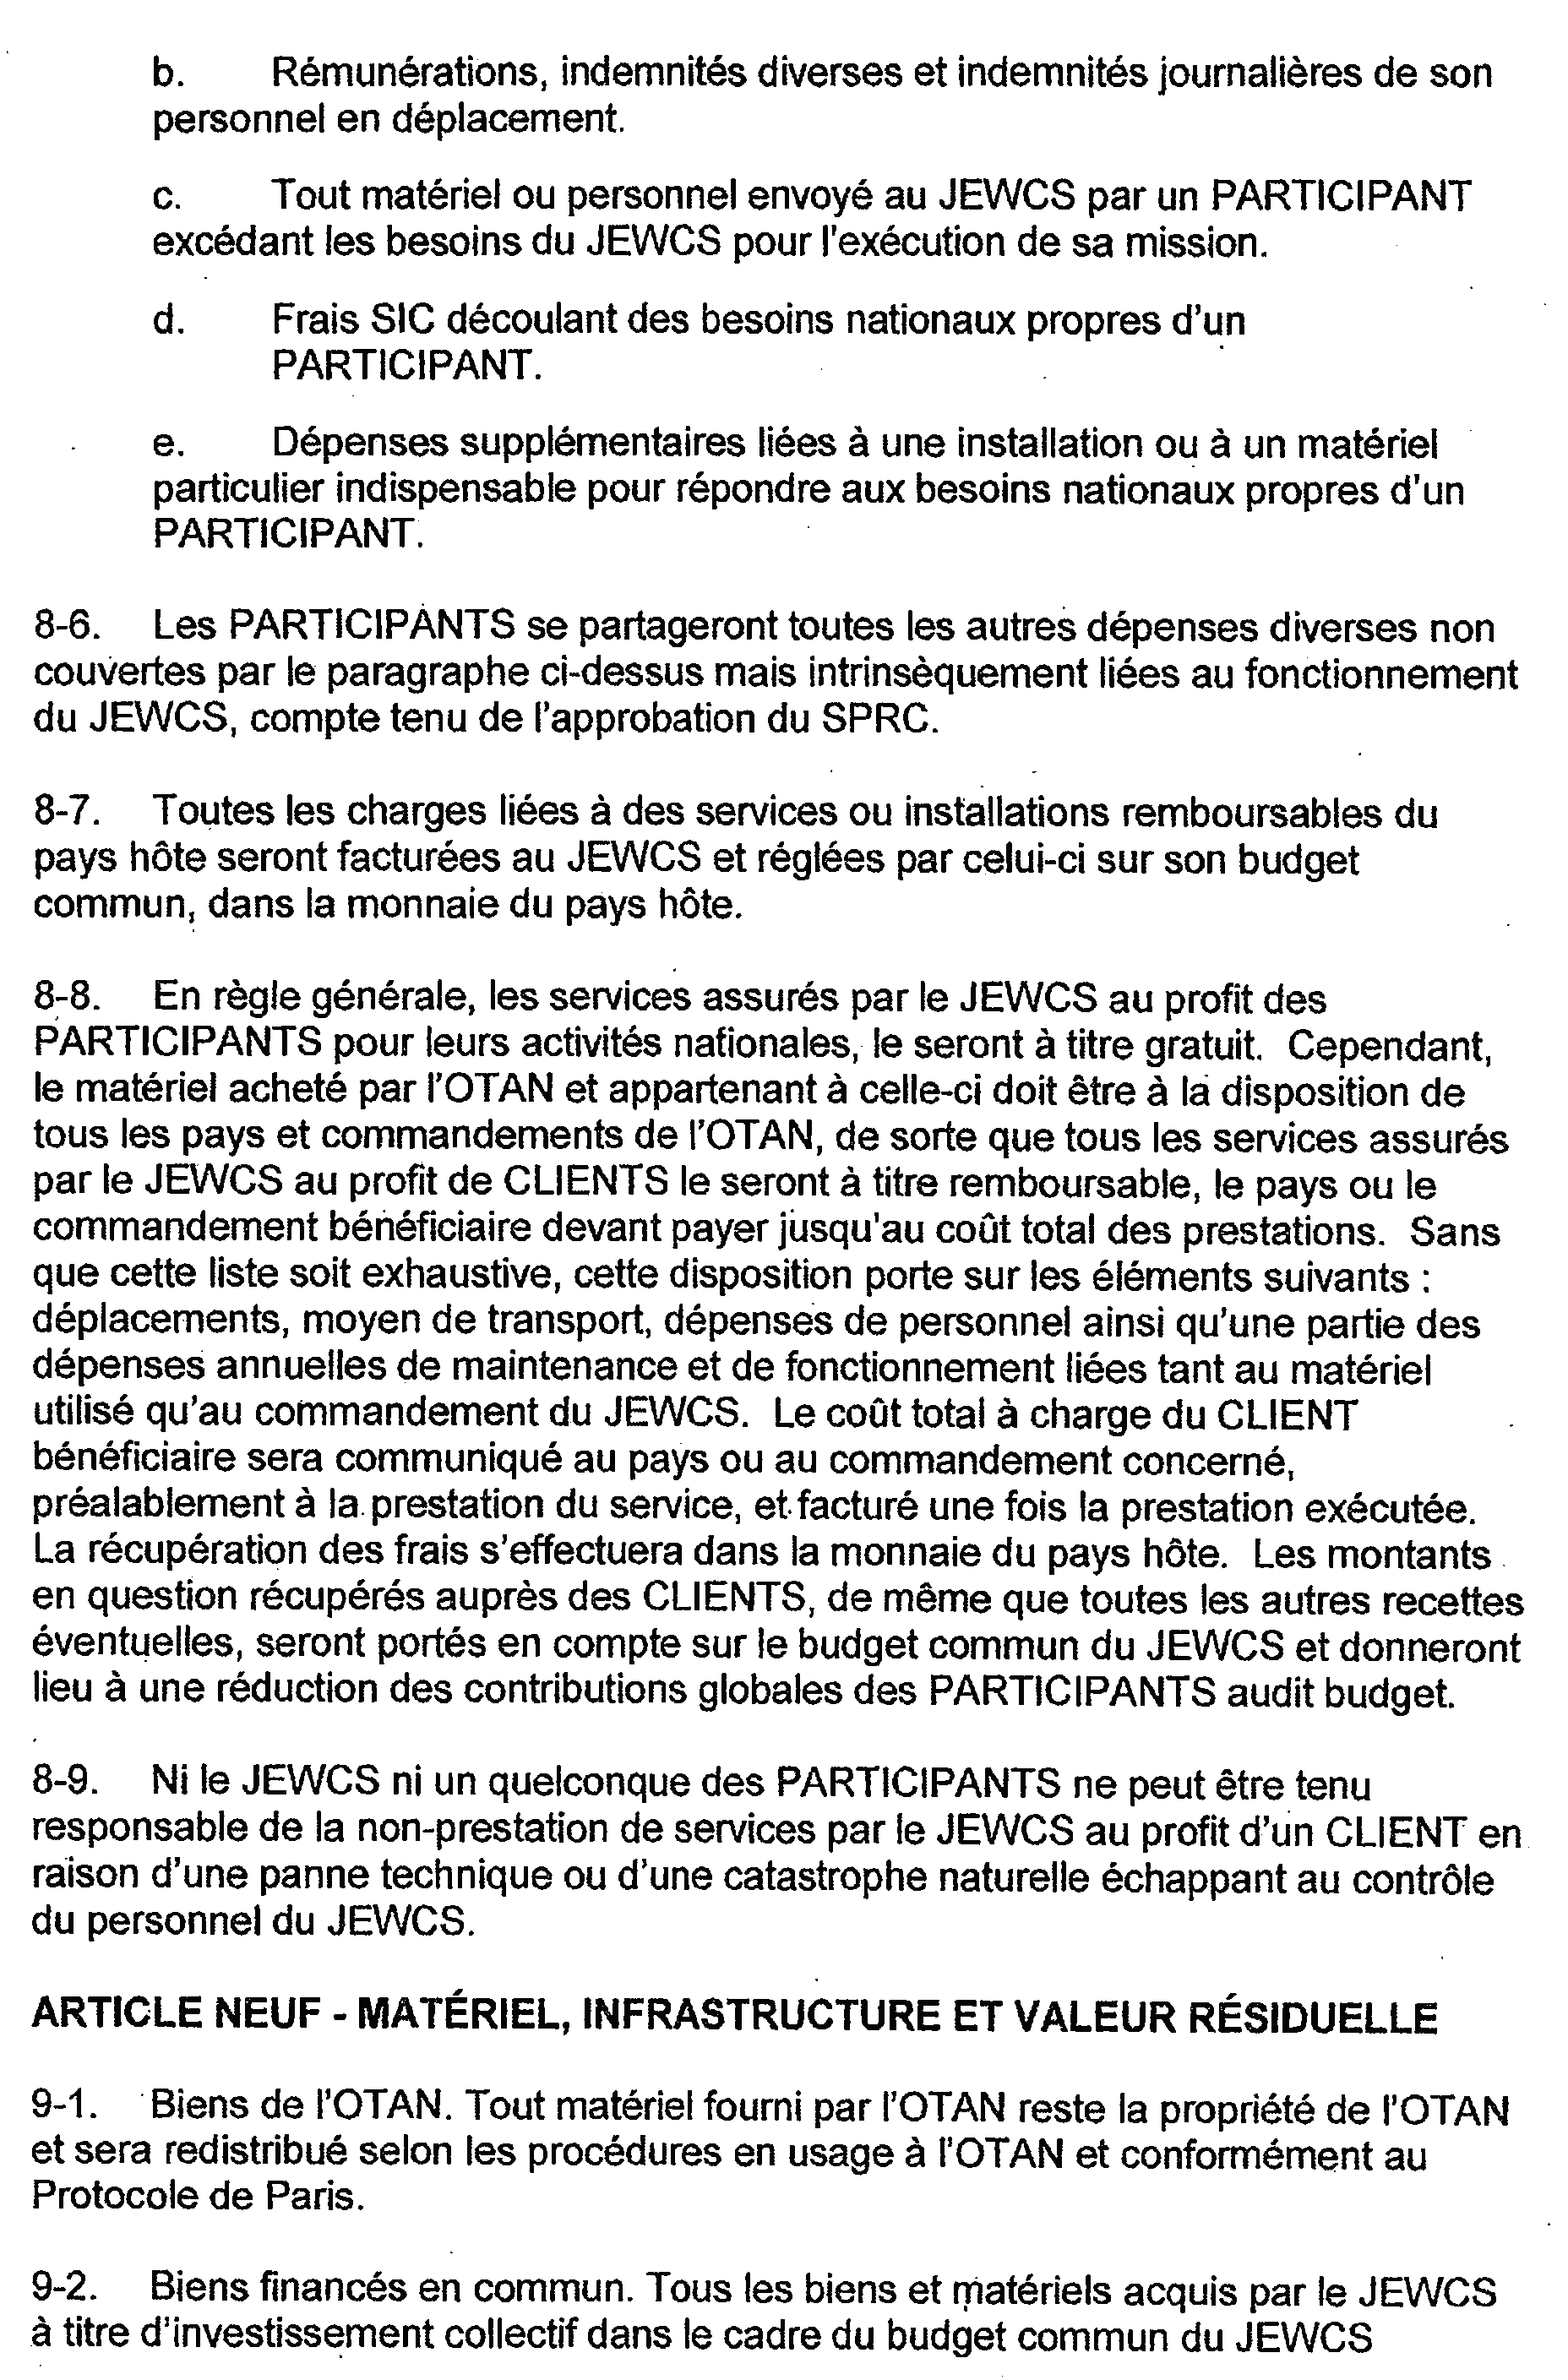 b. Rémunérations, indemnités diverses et indemnités journalières de son
personnel en déplacement.
c. Tout matériel ou personnel envoyé au JEWCS par un PARTICIPANT
excédant les besoins du JEWCS pour l'exécution de sa mission.
d. Frais SIC découlant des besoins nationaux propres d'un
PARTICIPANT.
e. Dépenses supplémentaires liées à une installation ou à un matériel
particulier indispensable pour répondre aux besoins nationaux propres d'un
PARTICIPANT.
8-6. Les PARTICIPANTS se partageront toutes les autres dépenses diverses non
couvertes par le paragraphe ci-dessus mais intrinsèquement liées au fonctionnement
du JEWCS, compte tenu de l'approbation du SPRC.
8-7. Toutes les charges liées à des services ou installations remboursables du
pays hôte seront facturées au JEWCS et réglées par celui-ci sur son budget
commun, dans la monnaie du pays hôte.
8-8. En règle générale, les services assurés par le JEWCS au profit des
PARTICIPANTS pour leurs activités nationales, le seront à titre gratuit. Cependant,
le matériel acheté par l'OTAN et appartenant à celle-ci doit être à la disposition de
tous les pays et commandements de l'OTAN, de sorte que tous les services assurés
par le JEWCS au profit de CLIENTS le seront à titre remboursable, le pays ou le
commandement bénéficiaire devant payer jusqu'au coût total des prestations. Sans
que cette liste soit exhaustive, cette disposition porte sur les éléments suivants :
déplacements, moyen de transport, dépenses de personnel ainsi qu'une partie des
dépenses annuelles de maintenance et de fonctionnement liées tant au matériel
utilisé qu'au commandement du JEWCS. Le coût total à charge du CLIENT
bénéficiaire sera communiqué au pays ou au commandement concerné,
préalablement à la prestation du service, et facturé une fois la prestation exécutée.
La récupération des frais s'effectuera dans la monnaie du pays hôte. Les montants
en question récupérés auprès des CLIENTS, de même que toutes les autres recettes
éventuelles, seront portés en compte sur le budget commun du JEWCS et donneront
lieu à une réduction des contributions globales des PARTICIPANTS audit budget.
8-9. Ni le JEWCS ni un quelconque des PARTICIPANTS ne peut être tenu
responsable de la non-prestation de services par le JEWCS au profit d'un CLIENT en
raison d'une panne technique ou d'une catastrophe naturelle échappant au contrôle
du personnel du JEWCS.
ARTICLE NEUF - MATÉRIEL, INFRASTRUCTURE ET VALEUR RÉSIDUELLE
9-1. Biens de l'OTAN. Tout matériel fourni par l'OTAN reste la propriété de l'OTAN
et sera redistribué selon les procédures en usage à l'OTAN et conformément au
Protocole de Paris.
9-2. Biens financés en commun. Tous les biens et matériels acquis par le JEWCS
à titre d'investissement collectif dans le cadre du budget commun du JEWCS